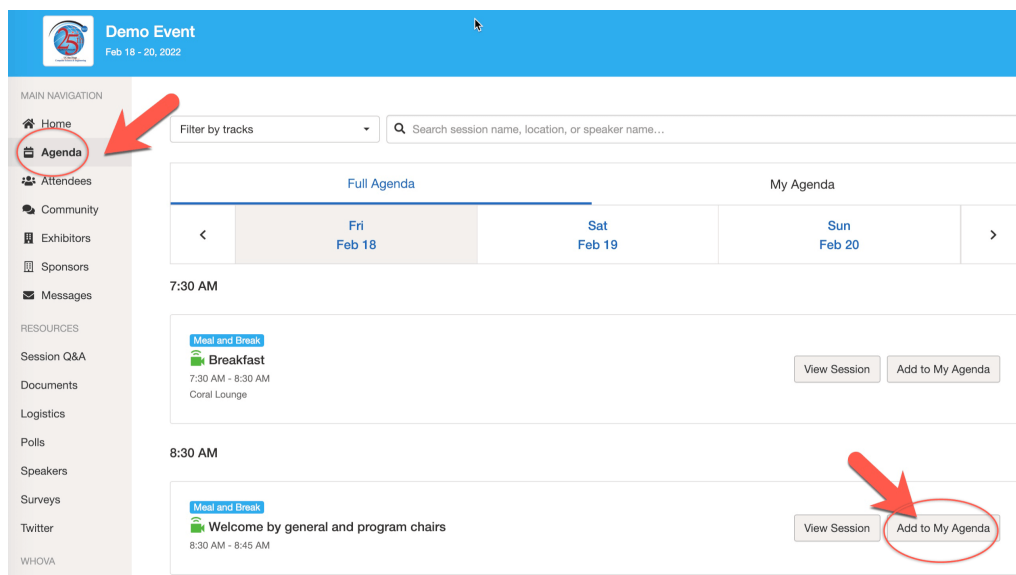 Demo Event
Feb 18 - 20, 2022
MAIN NAVIGATION
Home
Agenda
Attendees
Community
Exhibitors
Sponsors
Messages
RESOURCES
Session Q&A
Documents
Logistics
Polls
Speakers
Surveys
Twitter
WHOVA
Filter by tracks
Search session name, location, or speaker name...
Full Agenda
My Agenda
Fri
Feb 18
Sat
Feb 19
Sun
Feb 20
7:30 AM
Meal and Break
Breakfast
7:30 AM - 8:30 AM
Coral Lounge
View Session
Add to My Agenda
8:30 AM
Meal and Break
Welcome by general and program chairs
8:30 AM - 8:45 AM
View Session
Add to My Agenda